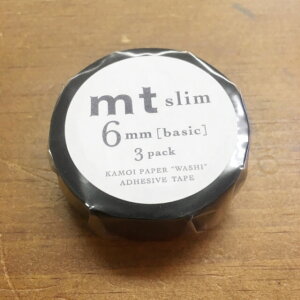 mt slim
6mm [basic]
3 pack
KAMOI PAPER "WASHI"
ADHESIVE TAPE